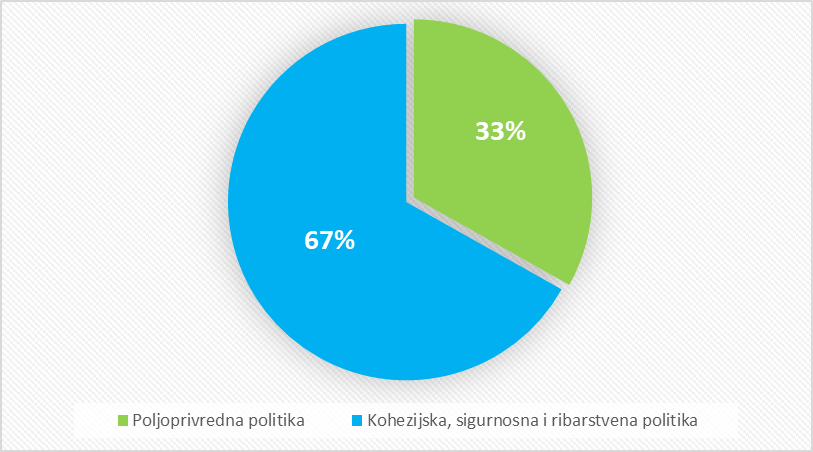 33%
67%
Poljoprivredna politika
Kohezijska, sigurnosna i ribarstvena politika